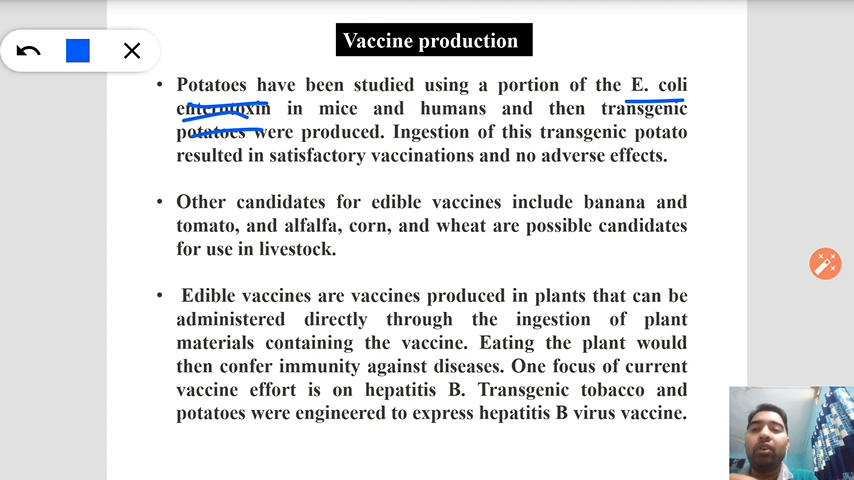 Vaccine production
• Potatoes have been studied using a portion of the E. coli
enterotoxin in mice and humans and then transgenic
potatoes were produced. Ingestion of this transgenic potato
resulted in satisfactory vaccinations and no adverse effects.
• Other candidates for edible vaccines include banana and
tomato, and alfalfa, corn, and wheat are possible candidates
for use in livestock.
• Edible vaccines are vaccines produced in plants that can be
administered directly through the ingestion of plant
materials containing the vaccine. Eating the plant would
then confer immunity against diseases. One focus of current
vaccine effort is on hepatitis B. Transgenic tobacco and
potatoes were engineered to express hepatitis B virus vaccine.